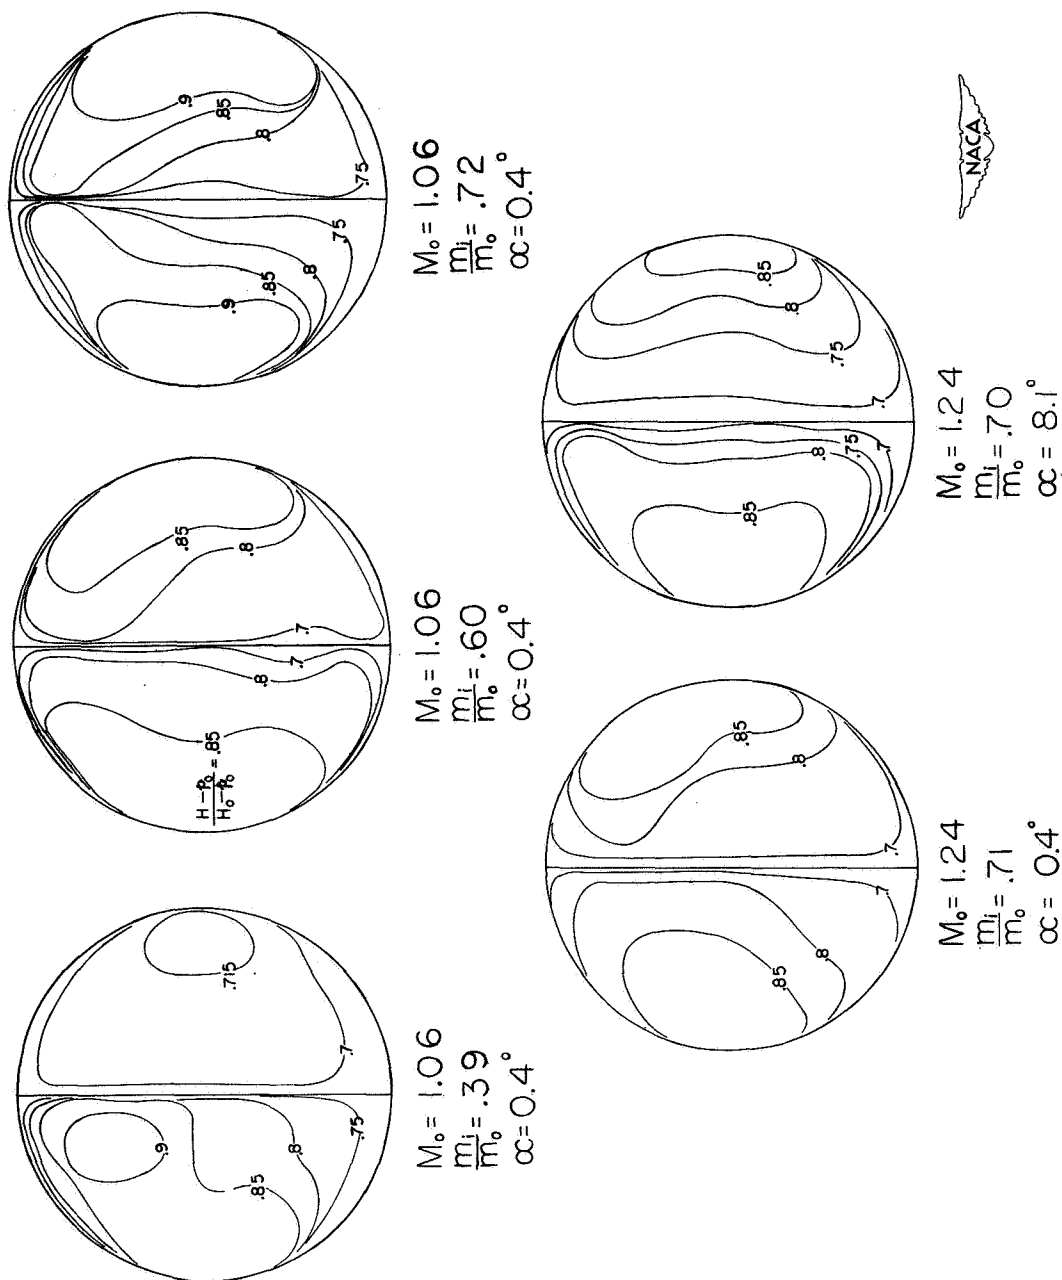 .9
.85
.8
.75
.715
.7
M₀ = 1.06
mᵢ/m₀ = .39
α = 0.4°
H−p₀/H₀−p₀ = .85
.8
.7
.7
.8
.85
M₀ = 1.06
mᵢ/m₀ = .60
α = 0.4°
.9
.85
.8
.75
.9
.85
.8
.75
M₀ = 1.06
mᵢ/m₀ = .72
α = 0.4°
.85
.8
.7
.85
.8
.7
M₀ = 1.24
mᵢ/m₀ = .71
α = 0.4°
.85
.8
.75
.7
.85
.8
.75
.7
M₀ = 1.24
mᵢ/m₀ = .70
α = 8.1°
NACA